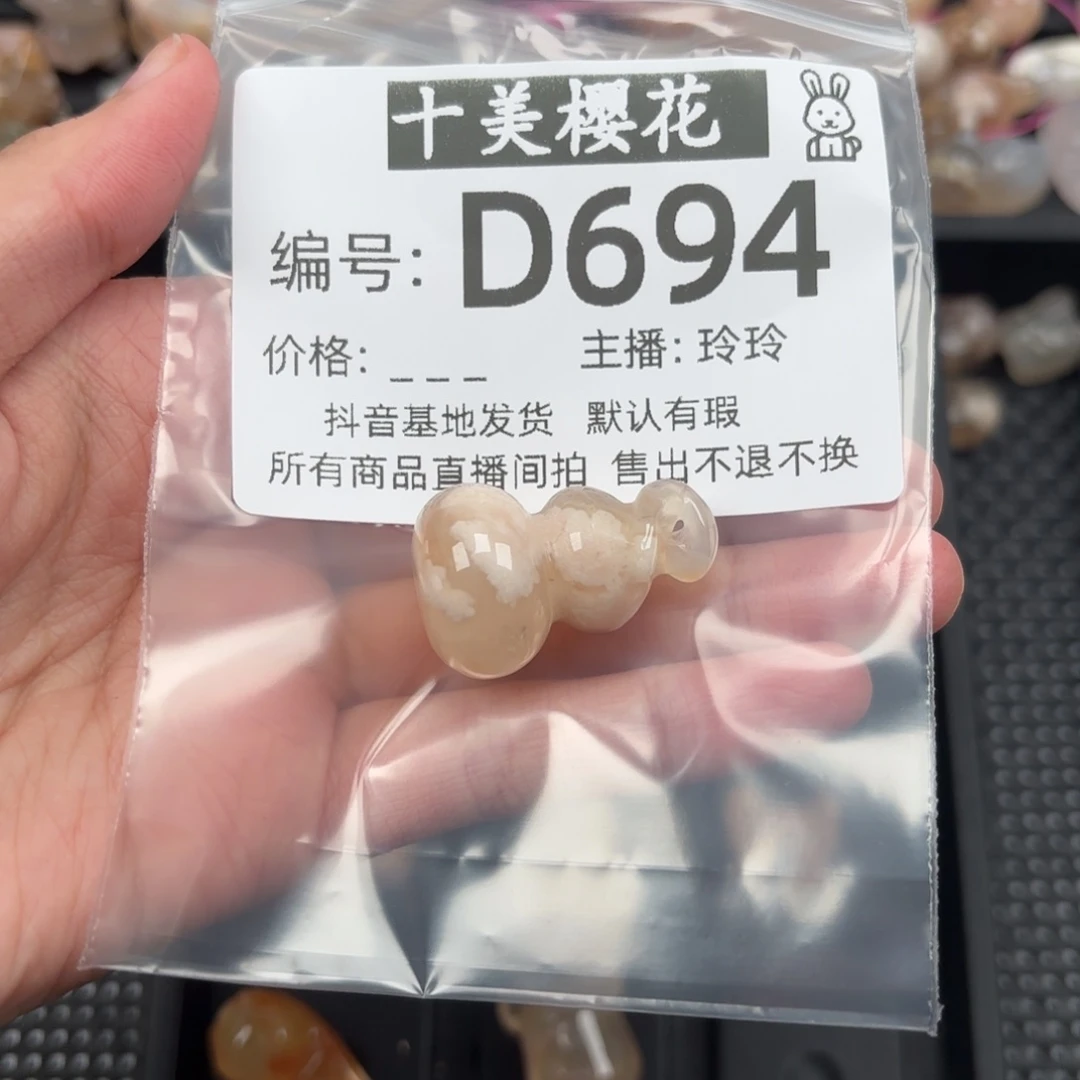 十美樱花
编号: D694
价格: _ _ _ 主播: 玲玲
抖音基地发货 默认有瑕
所有商品直播间拍 售出不退不换